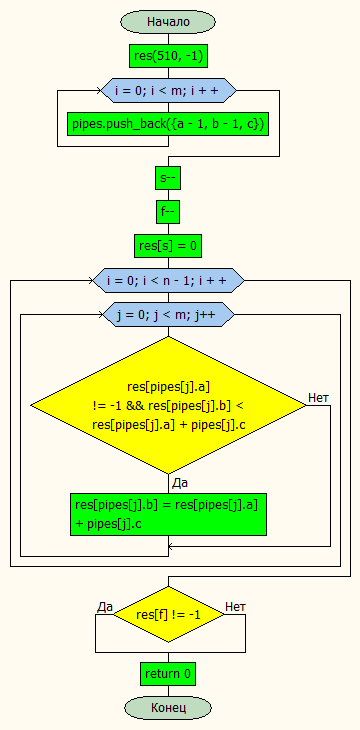 Начало
res(510, -1)
i = 0; i < m; i + +
pipes.push_back({a - 1, b - 1, c})
s--
f--
res[s] = 0
i = 0; i < n - 1; i + +
j = 0; j < m; j++
res[pipes[j].a]
!= -1 && res[pipes[j].b] <
res[pipes[j].a] + pipes[j].c
Нет
Да
res[pipes[j].b] = res[pipes[j].a]
+ pipes[j].c
Да
res[f] != -1
Нет
return 0
Конец